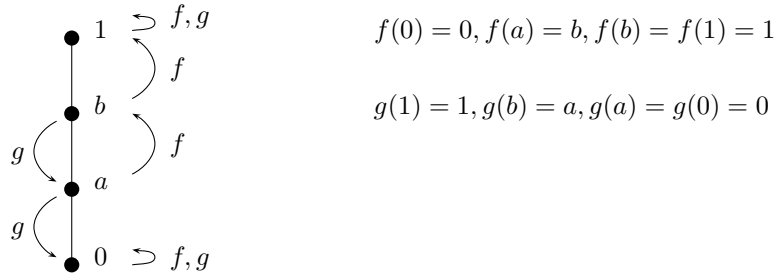 1 f, g
f
b
g f
a
g
0 f, g
f(0) = 0, f(a) = b, f(b) = f(1) = 1
g(1) = 1, g(b) = a, g(a) = g(0) = 0